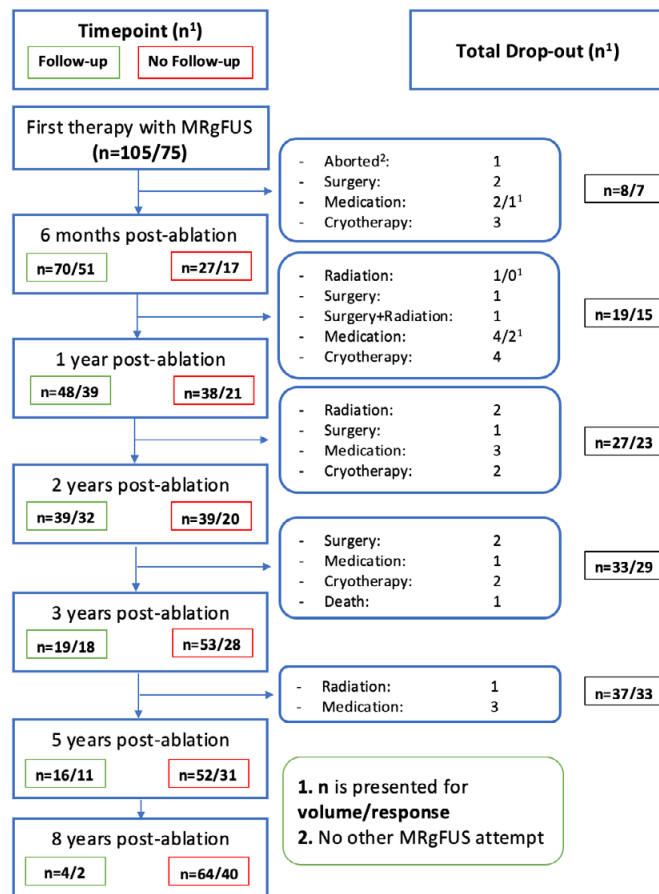 Timepoint (n¹)
Follow-up No Follow-up
Total Drop-out (n¹)
First therapy with MRgFUS
(n=105/75)
- Aborted²: 1
- Surgery: 2
- Medication: 2/1¹
- Cryotherapy: 3
n=8/7
6 months post-ablation
n=70/51 n=27/17
- Radiation: 1/0¹
- Surgery: 1
- Surgery+Radiation: 1
- Medication: 4/2¹
- Cryotherapy: 4
n=19/15
1 year post-ablation
n=48/39 n=38/21
- Radiation: 2
- Surgery: 1
- Medication: 3
- Cryotherapy: 2
n=27/23
2 years post-ablation
n=39/32 n=39/20
- Surgery: 2
- Medication: 1
- Cryotherapy: 2
- Death: 1
n=33/29
3 years post-ablation
n=19/18 n=53/28
- Radiation: 1
- Medication: 3
n=37/33
5 years post-ablation
n=16/11 n=52/31
1. n is presented for
volume/response
2. No other MRgFUS attempt
8 years post-ablation
n=4/2 n=64/40